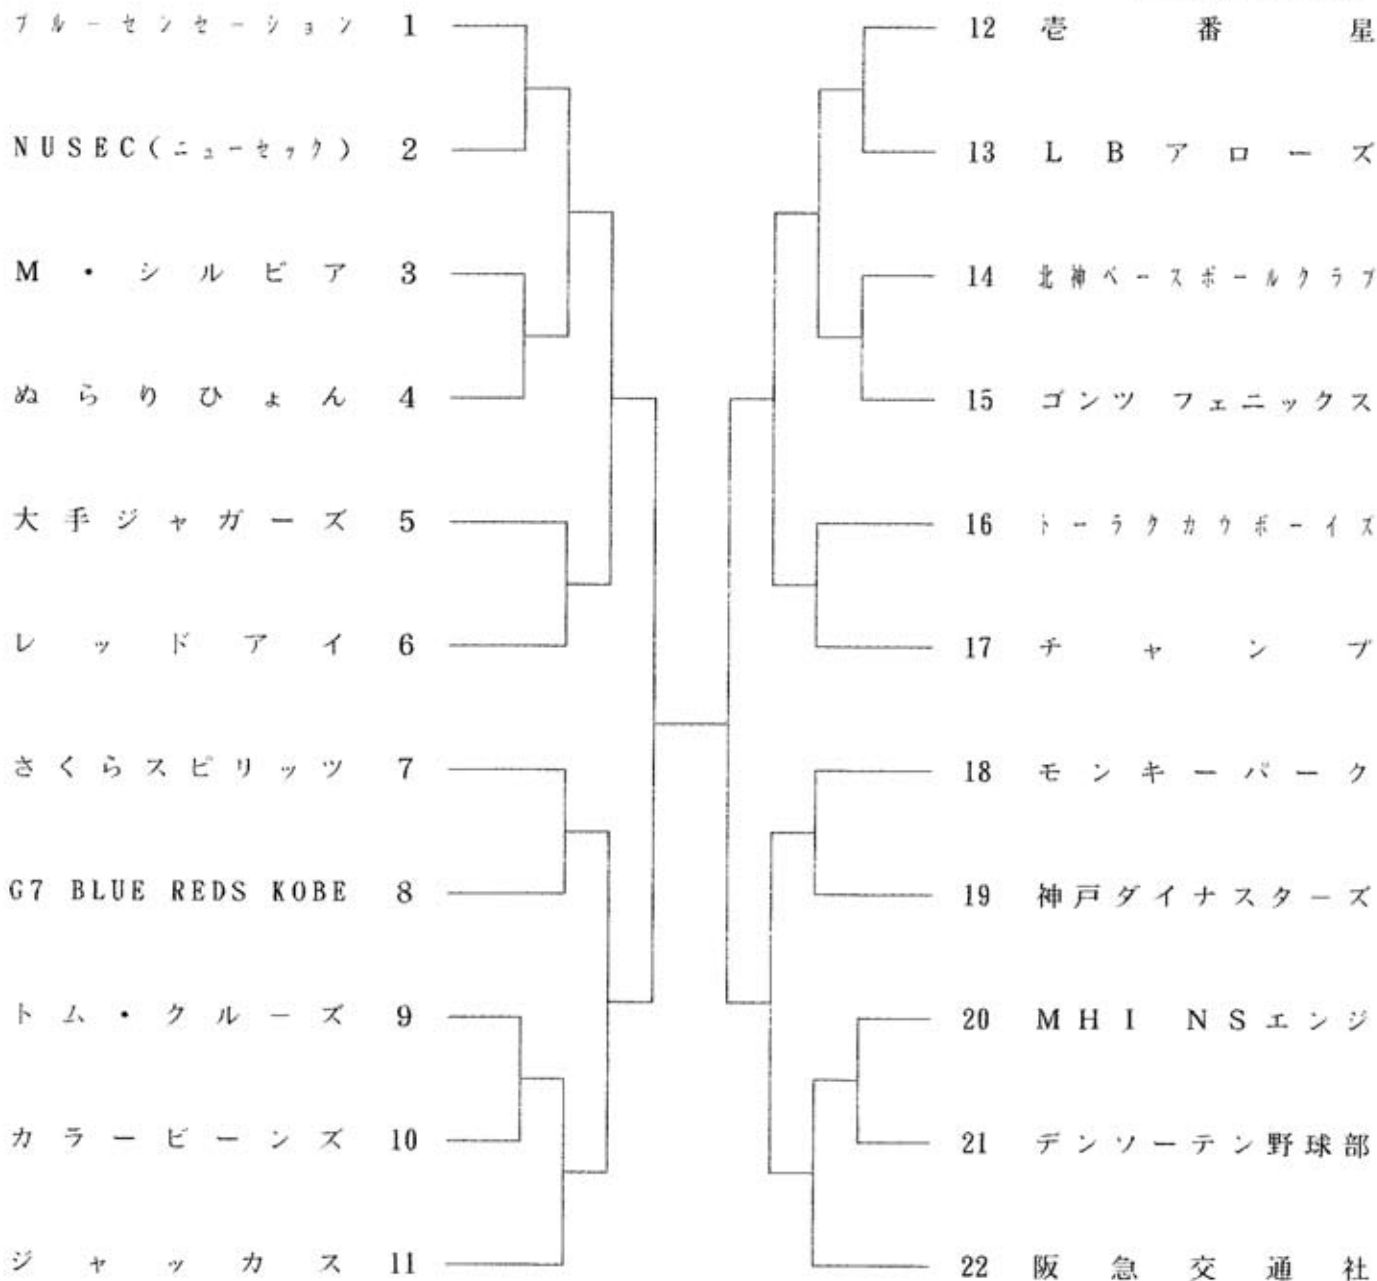 ブルーセンセーション 1
NUSEC(ニューセック) 2
M・シルビア 3
ぬらりひょん 4
大手ジャガーズ 5
レッドアイ 6
さくらスピリッツ 7
G7 BLUE REDS KOBE 8
トム・クルーズ 9
カラービーンズ 10
ジャッカス 11
12 壱番星
13 LBアローズ
14 北神ベースボールクラブ
15 ゴンツ フェニックス
16 トーラクカウボーイズ
17 チャンプ
18 モンキーパーク
19 神戸ダイナスターズ
20 MHI NSエンジ
21 デンソーテン野球部
22 阪急交通社